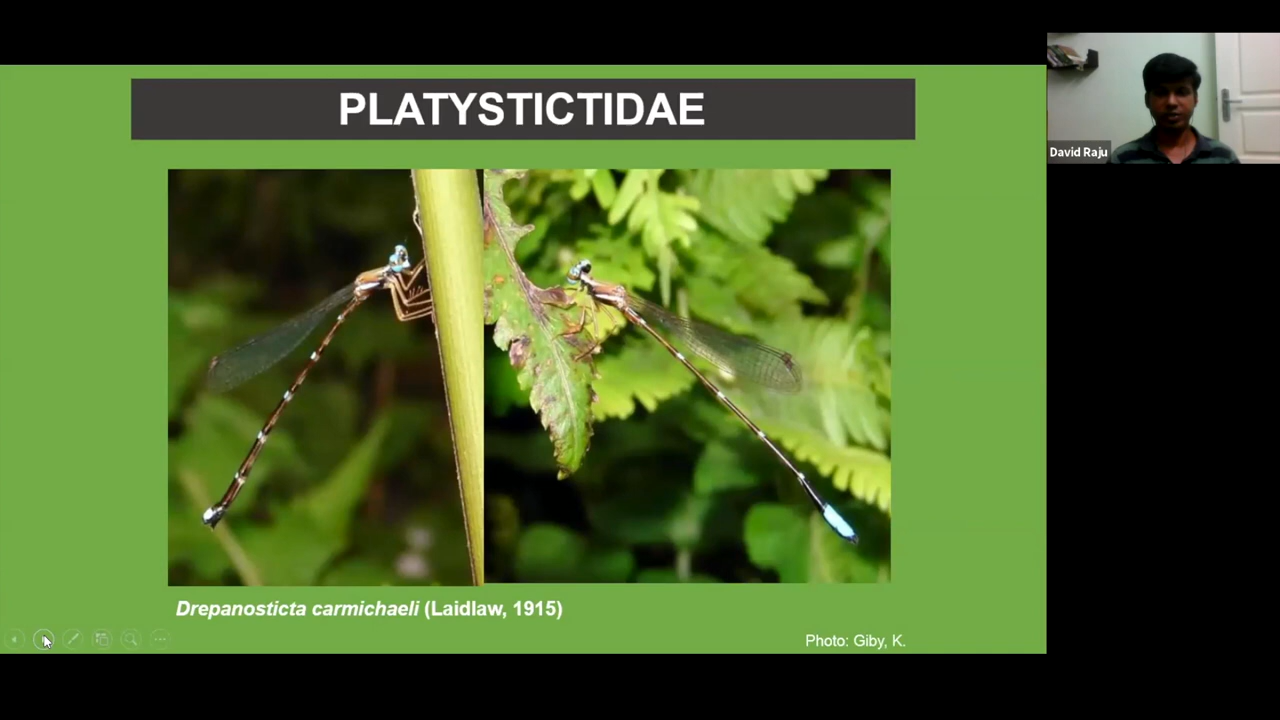 PLATYSTICTIDAE
David Raju
Drepanosticta carmichaeli (Laidlaw, 1915)
Photo: Giby, K.